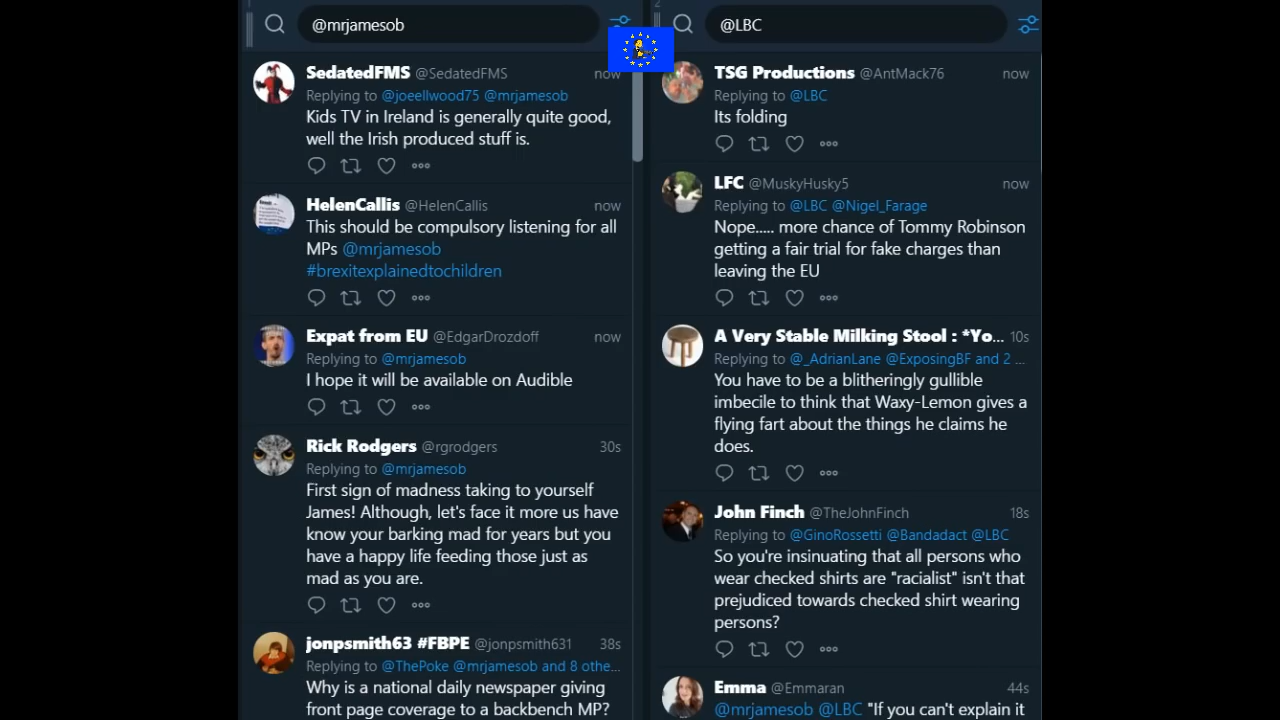 1
@mrjamesob
SedatedFMS @SedatedFMS now
Replying to @joeellwood75 @mrjamesob
Kids TV in Ireland is generally quite good,
well the Irish produced stuff is.
HelenCallis @HelenCallis now
This should be compulsory listening for all
MPs @mrjamesob
#brexitexplainedtochildren
Expat from EU @EdgarDrozdoff now
Replying to @mrjamesob
I hope it will be available on Audible
Rick Rodgers @rgrodgers 30s
Replying to @mrjamesob
First sign of madness taking to yourself
James! Although, let's face it more us have
know your barking mad for years but you
have a happy life feeding those just as
mad as you are.
jonpsmith63 #FBPE @jonpsmith631 38s
Replying to @ThePoke @mrjamesob and 8 othe...
Why is a national daily newspaper giving
front page coverage to a backbench MP?
2
@LBC
TSG Productions @AntMack76 now
Replying to @LBC
Its folding
LFC @MuskyHusky5 now
Replying to @LBC @Nigel_Farage
Nope..... more chance of Tommy Robinson
getting a fair trial for fake charges than
leaving the EU
A Very Stable Milking Stool : *Yo... 10s
Replying to @_AdrianLane @ExposingBF and 2 ...
You have to be a blitheringly gullible
imbecile to think that Waxy-Lemon gives a
flying fart about the things he claims he
does.
John Finch @TheJohnFinch 18s
Replying to @GinoRossetti @Bandadact @LBC
So you're insinuating that all persons who
wear checked shirts are "racialist" isn't that
prejudiced towards checked shirt wearing
persons?
Emma @Emmaran 44s
@mrjamesob @LBC "If you can't explain it